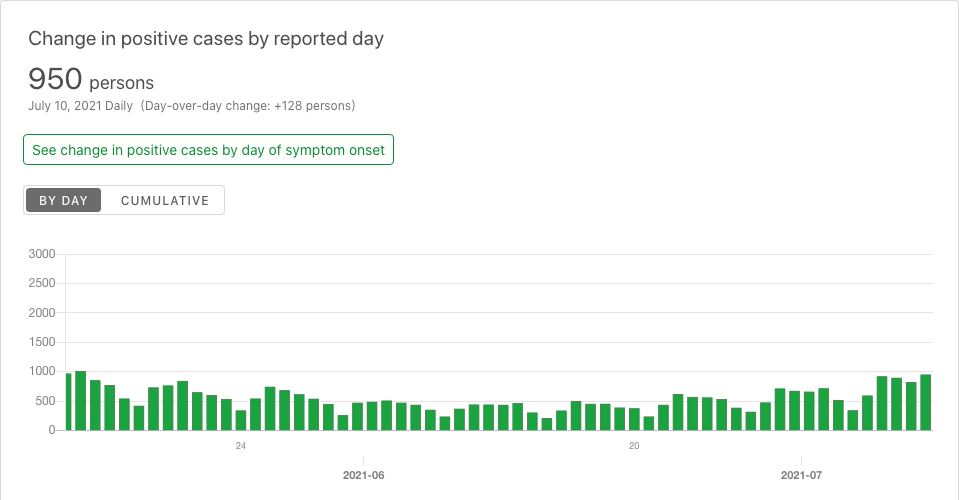 Change in positive cases by reported day
950 persons
July 10, 2021 Daily (Day-over-day change: +128 persons)
See change in positive cases by day of symptom onset
BY DAY CUMULATIVE
3000
2500
2000
1500
1000
500
0
24 20
2021-06 2021-07